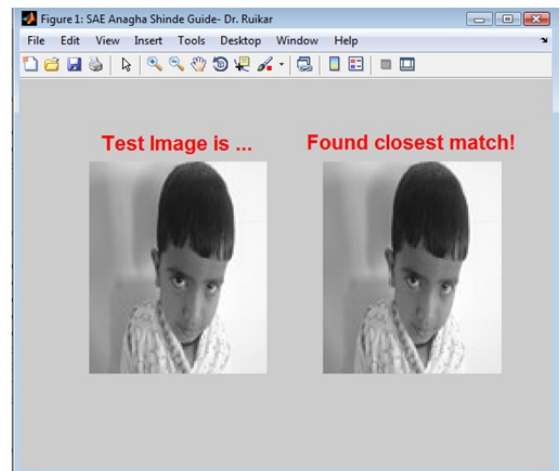 Figure 1: SAE Anagha Shinde Guide- Dr. Ruikar
File Edit View Insert Tools Desktop Window Help
Test Image is ...
Found closest match!